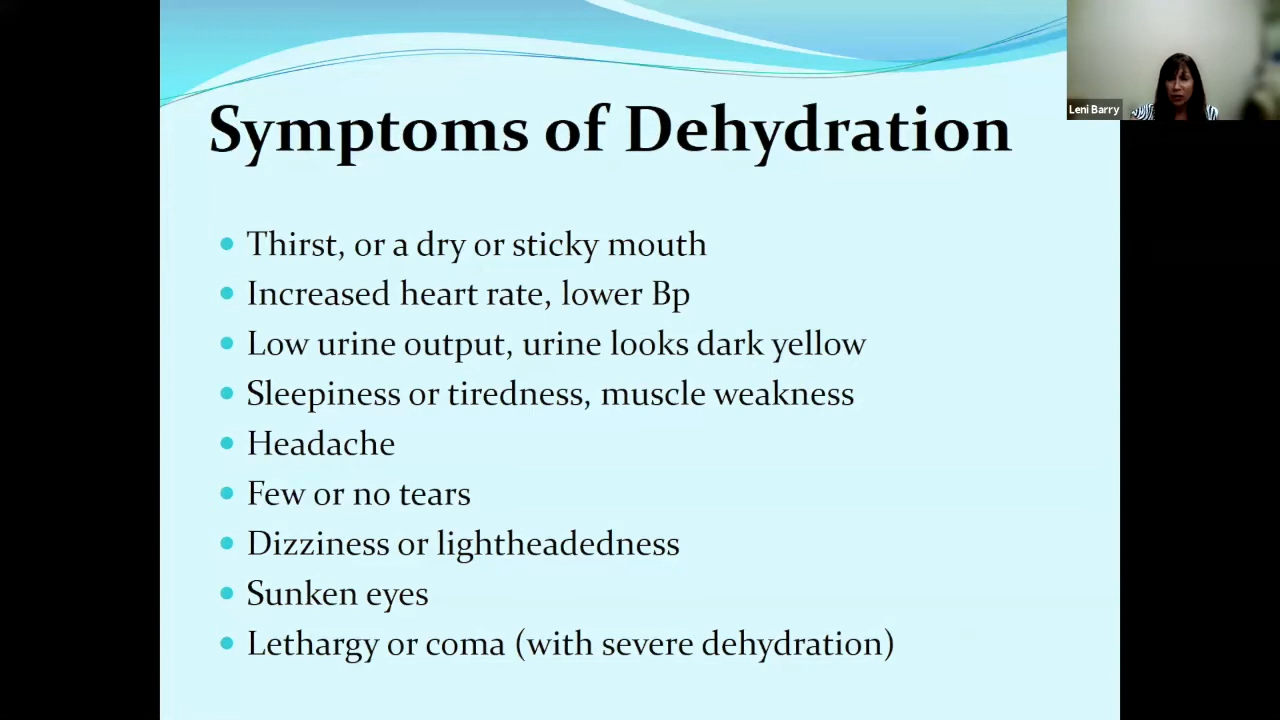 Symptoms of Dehydration
Leni Barry
Thirst, or a dry or sticky mouth
Increased heart rate, lower Bp
Low urine output, urine looks dark yellow
Sleepiness or tiredness, muscle weakness
Headache
Few or no tears
Dizziness or lightheadedness
Sunken eyes
Lethargy or coma (with severe dehydration)